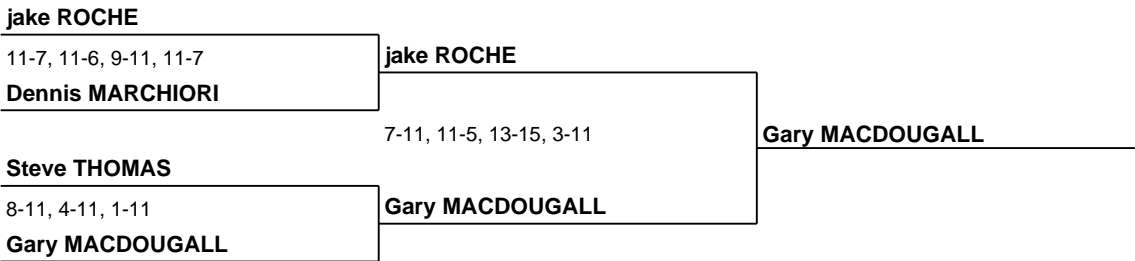 jake ROCHE
11-7, 11-6, 9-11, 11-7
jake ROCHE
Dennis MARCHIORI
7-11, 11-5, 13-15, 3-11
Gary MACDOUGALL
Steve THOMAS
8-11, 4-11, 1-11
Gary MACDOUGALL
Gary MACDOUGALL